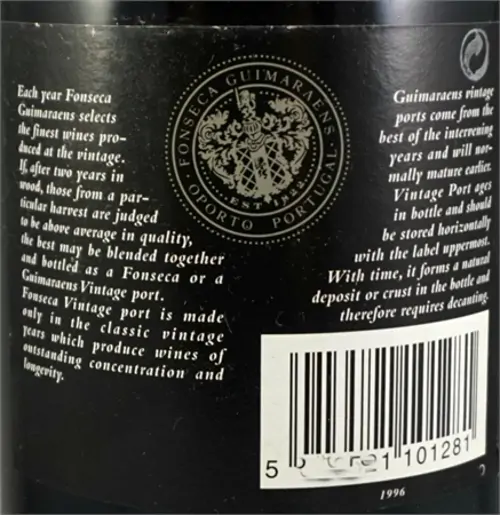 Each year Fonseca
Guimaraens selects
the finest wines pro-
duced at the vintage.
If, after two years in
wood, those from a par-
ticular harvest are judged
to be above average in quality,
the best may be blended together
and bottled as a Fonseca or a
Guimaraens Vintage port.
Fonseca Vintage port is made
only in the classic vintage
years which produce wines of
outstanding concentration and
longevity.
FONSECA GUIMARAENS
EST 1822
OPORTO PORTUGAL
Guimaraens vintage
ports come from the
best of the intervening
years and will nor-
mally mature earlier.
Vintage Port ages
in bottle and should
be stored horizontally
with the label uppermost.
With time, it forms a natural
deposit or crust in the bottle and
therefore requires decanting.
5 21 101281
1996